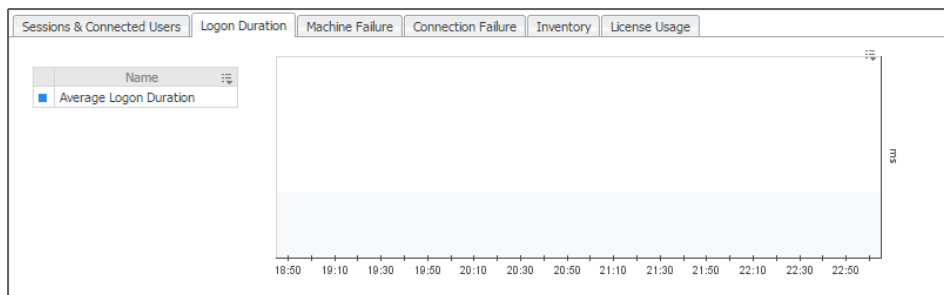 Sessions & Connected Users Logon Duration Machine Failure Connection Failure Inventory License Usage
Name
Average Logon Duration
ms
18:50 19:10 19:30 19:50 20:10 20:30 20:50 21:10 21:30 21:50 22:10 22:30 22:50